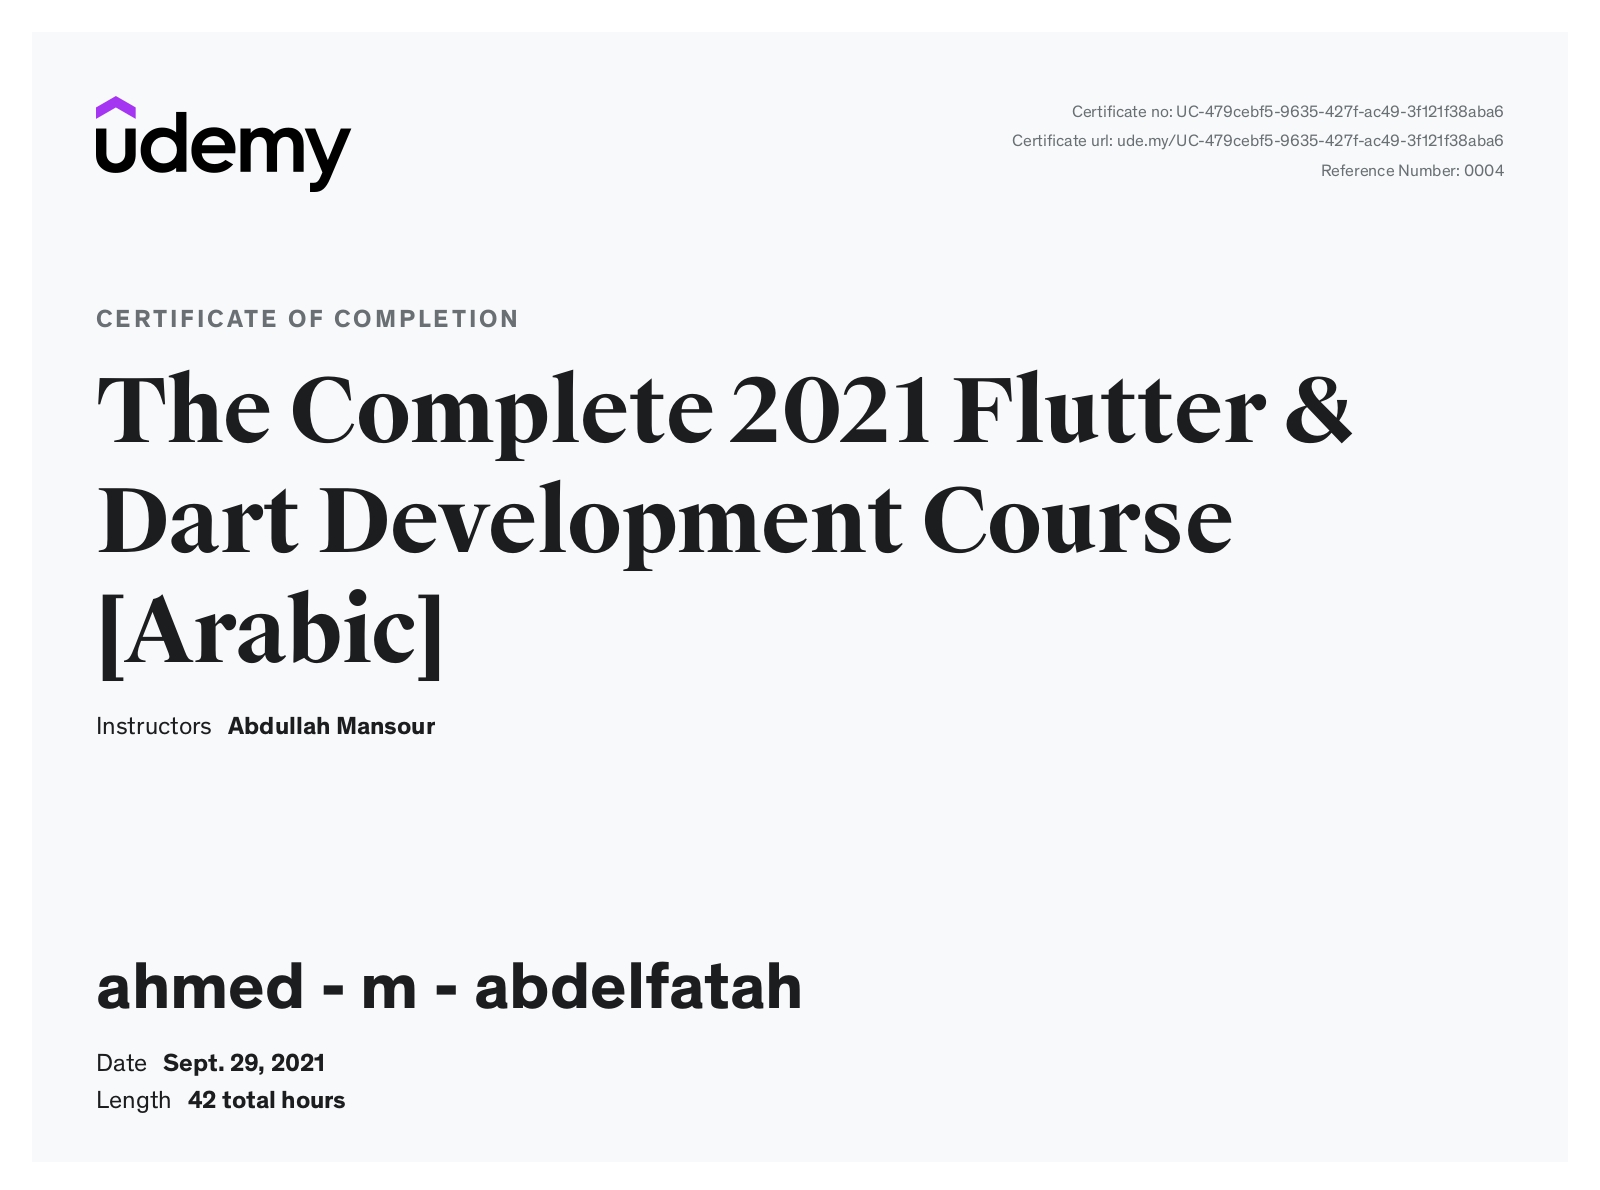 udemy
Certificate no: UC-479cebf5-9635-427f-ac49-3f121f38aba6
Certificate url: ude.my/UC-479cebf5-9635-427f-ac49-3f121f38aba6
Reference Number: 0004
CERTIFICATE OF COMPLETION
The Complete 2021 Flutter &
Dart Development Course
[Arabic]
Instructors Abdullah Mansour
ahmed - m - abdelfatah
Date Sept. 29, 2021
Length 42 total hours